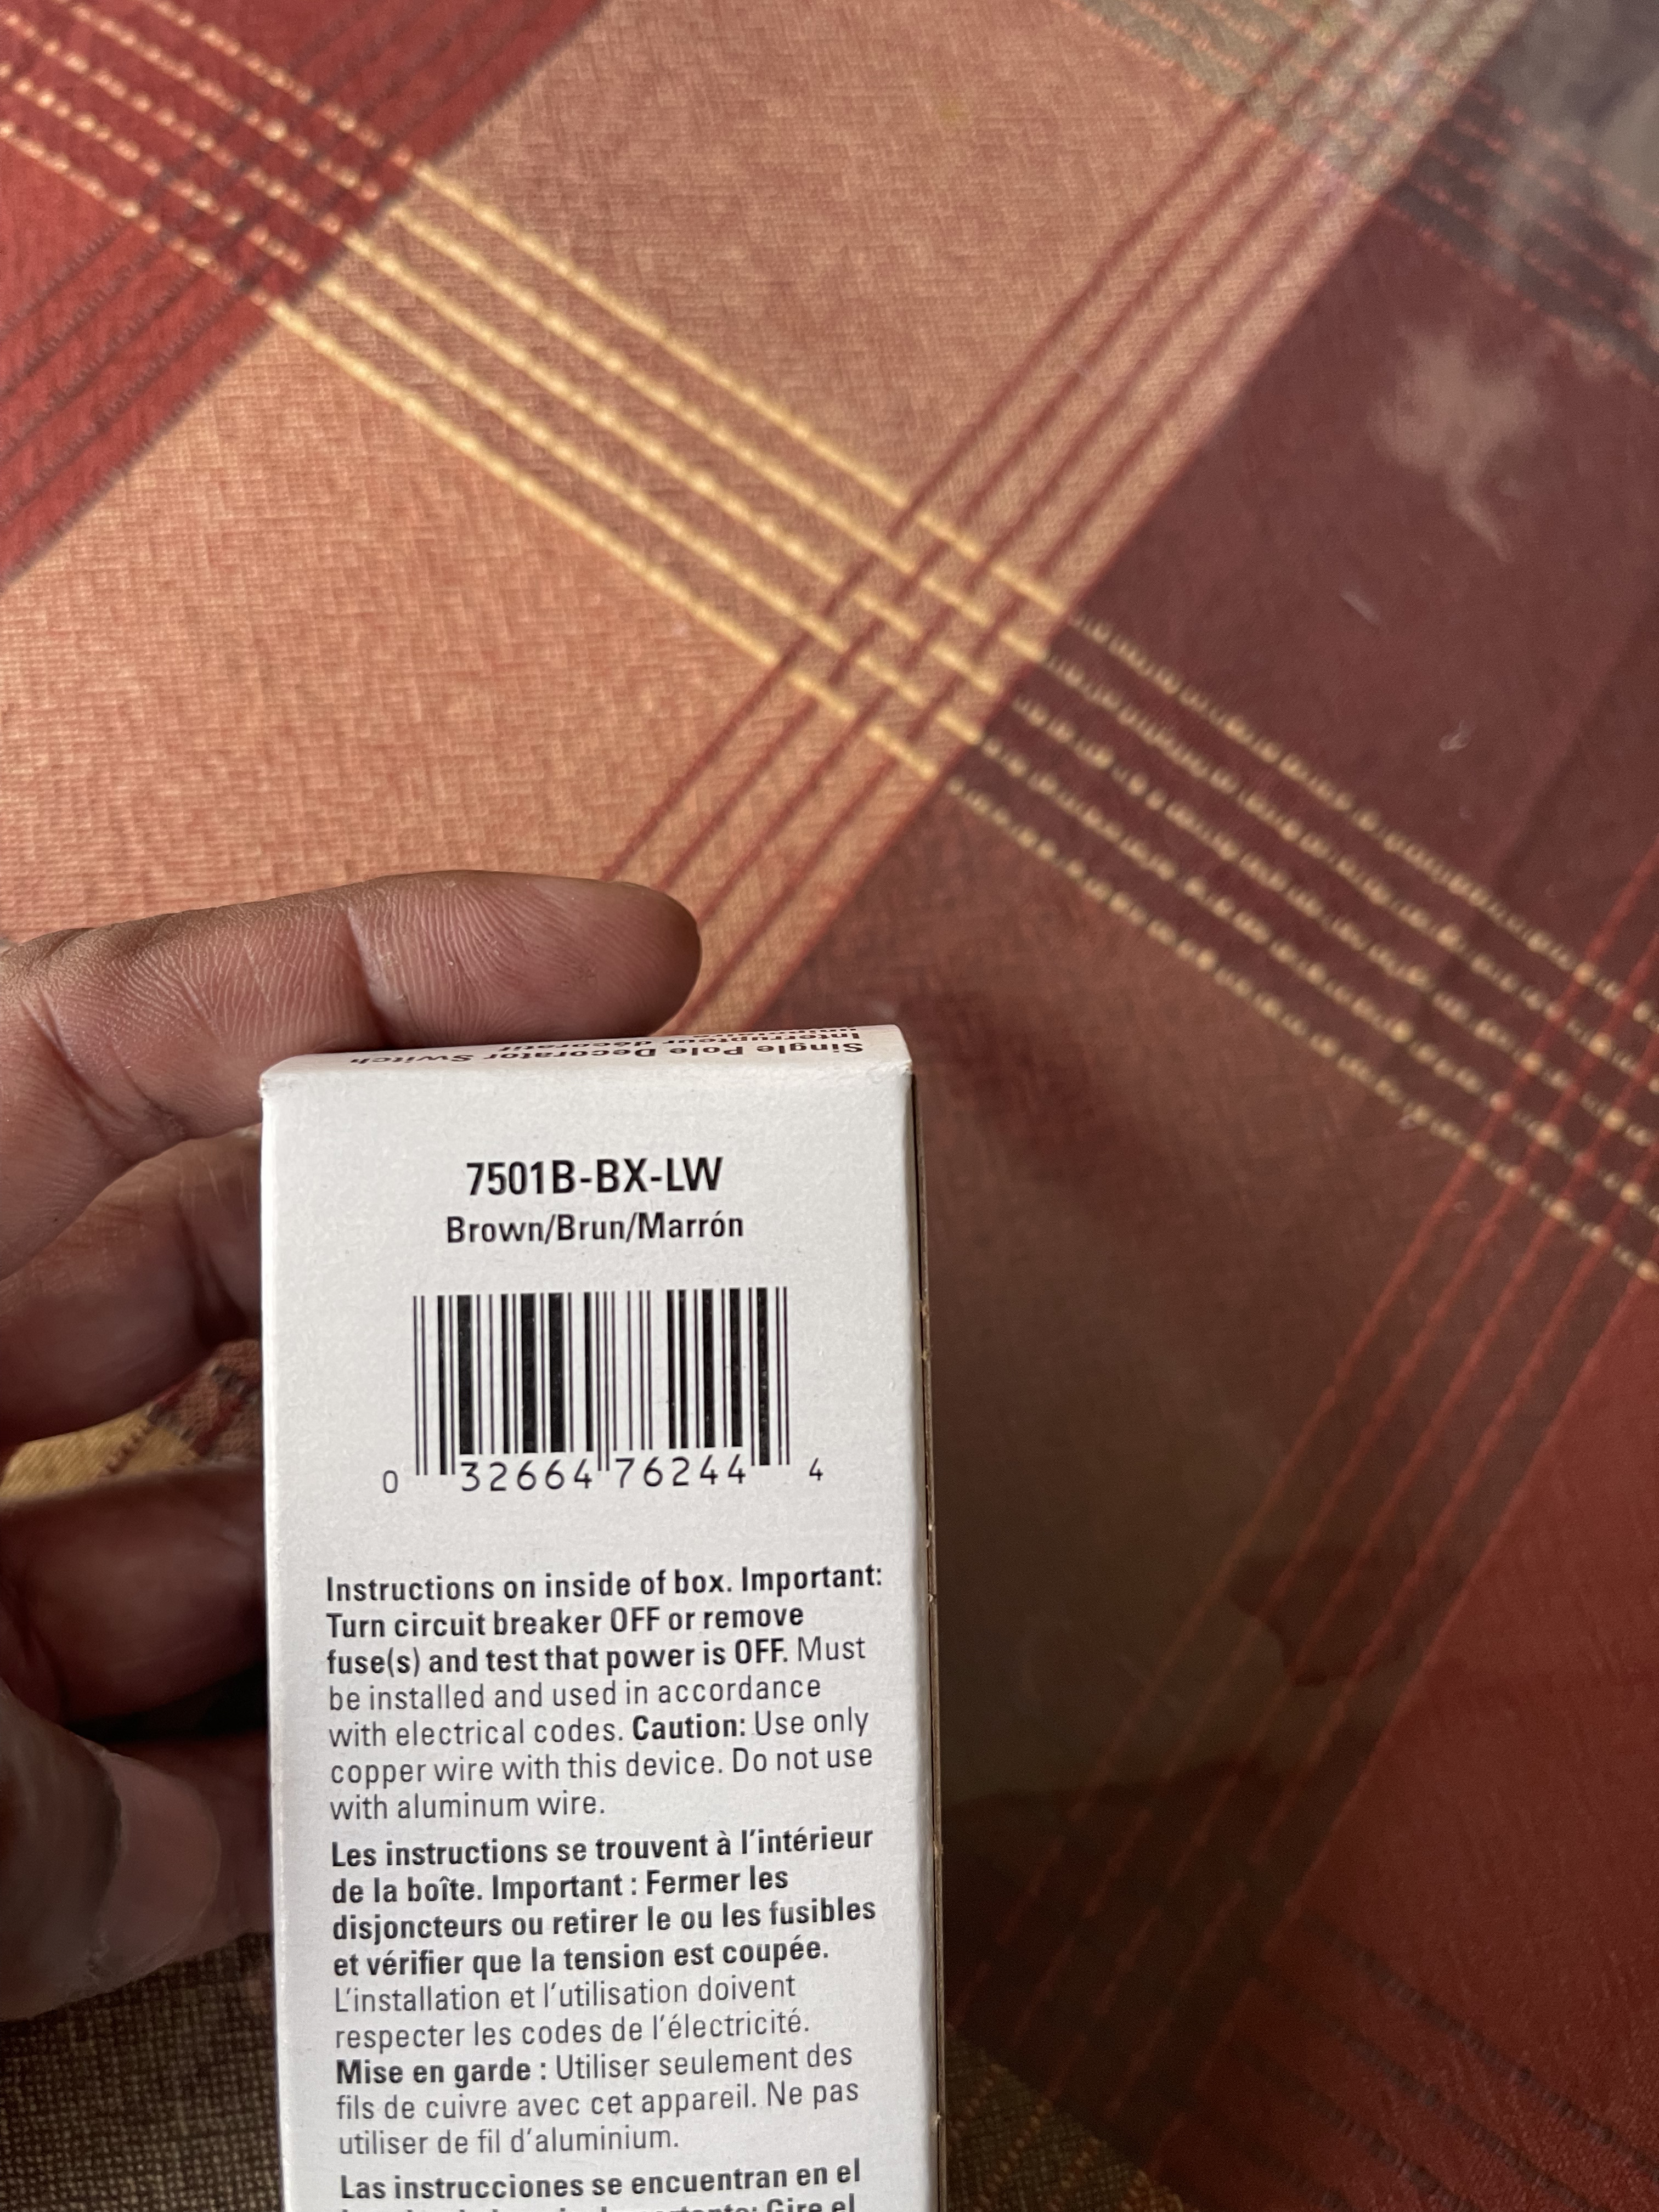 Single Pole Decorator Switch
Interrupteur décoratif
7501B-BX-LW
Brown/Brun/Marrón
0 32664 76244 4
Instructions on inside of box. Important:
Turn circuit breaker OFF or remove
fuse(s) and test that power is OFF. Must
be installed and used in accordance
with electrical codes. Caution: Use only
copper wire with this device. Do not use
with aluminum wire.
Les instructions se trouvent à l'intérieur
de la boîte. Important : Fermer les
disjoncteurs ou retirer le ou les fusibles
et vérifier que la tension est coupée.
L'installation et l'utilisation doivent
respecter les codes de l'électricité.
Mise en garde : Utiliser seulement des
fils de cuivre avec cet appareil. Ne pas
utiliser de fil d'aluminium.
Las instrucciones se encuentran en el
Gire el